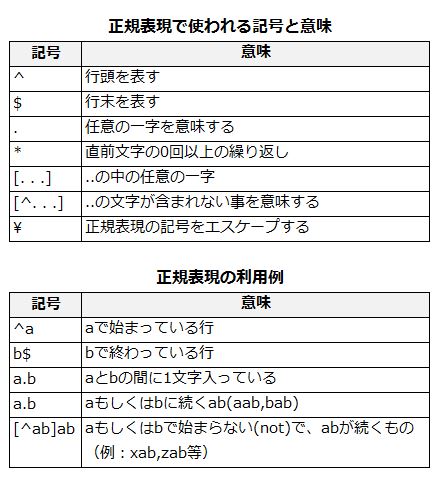 正規表現で使われる記号と意味
記号 意味
^ 行頭を表す
$ 行末を表す
. 任意の一字を意味する
* 直前文字の0回以上の繰り返し
[. . .] ..の中の任意の一字
[^. . .] ..の文字が含まれない事を意味する
¥ 正規表現の記号をエスケープする
正規表現の利用例
記号 意味
^a aで始まっている行
b$ bで終わっている行
a.b aとbの間に1文字入っている
a.b aもしくはbに続くab(aab,bab)
[^ab]ab aもしくはbで始まらない(not)で、abが続くもの
（例：xab,zab等）